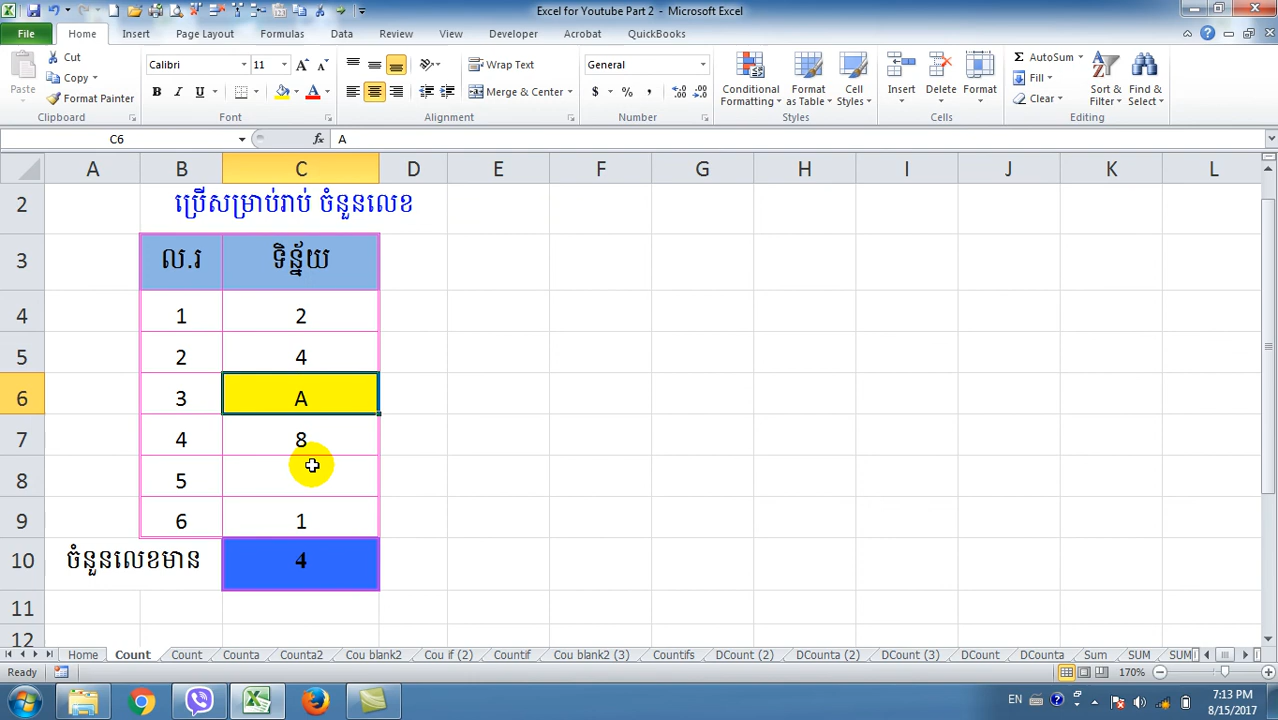 Excel for Youtube Part 2 - Microsoft Excel
File Home Insert Page Layout Formulas Data Review View Developer Acrobat QuickBooks
Paste
Cut
Copy
Format Painter
Clipboard
Calibri 11
B I U
Font
Wrap Text
Merge & Center
Alignment
General
$ % ,
Number
Conditional Formatting
Format as Table
Cell Styles
Styles
Insert
Delete
Format
Cells
Σ AutoSum
Fill
Clear
Sort & Filter
Find & Select
Editing
C6 fx A
A B C D E F G H I J K L
2 ប្រើសម្រាប់រាប់ ចំនួនលេខ
3 ល.រ ទិន្ន័យ
4 1 2
5 2 4
6 3 A
7 4 8
8 5
9 6 1
10 ចំនួនលេខមាន 4
11
12
Home Count Count Counta Counta2 Cou blank2 Cou if (2) Countif Cou blank2 (3) Countifs DCount (2) DCounta (2) DCount (3) DCount DCounta Sum SUM SUM
Ready 170%
EN 7:13 PM
8/15/2017